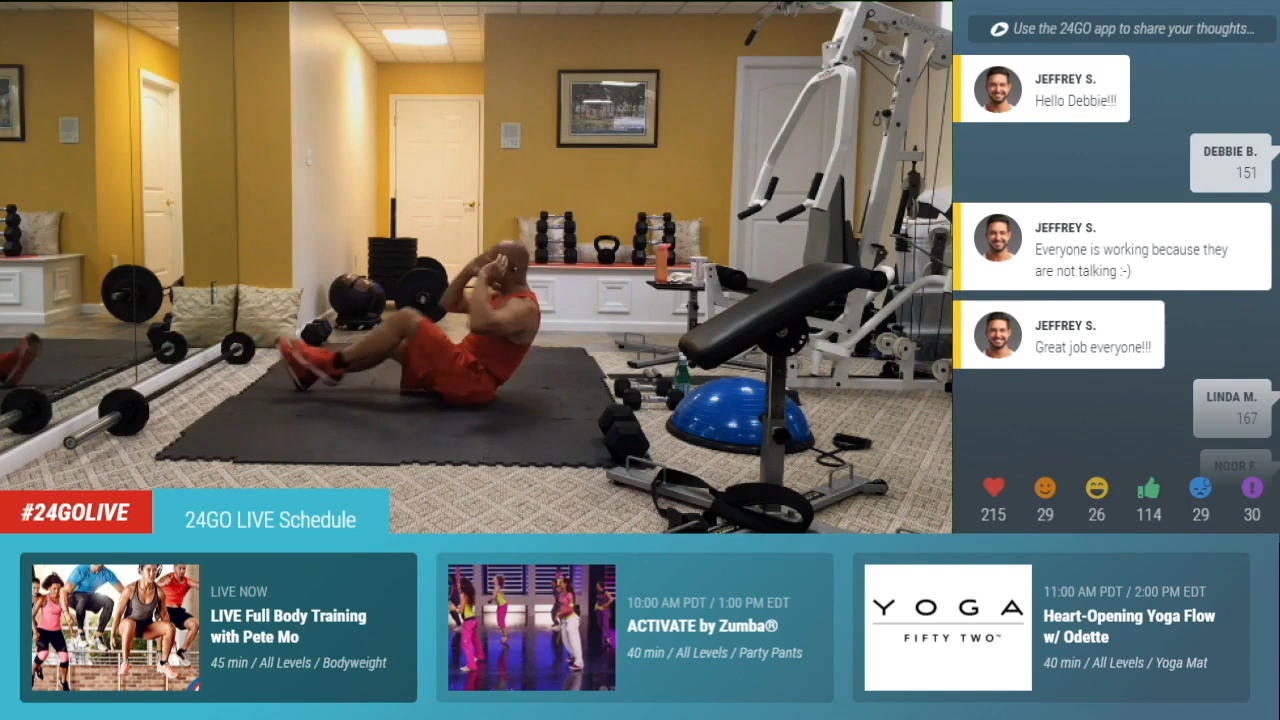 Use the 24GO app to share your thoughts...
JEFFREY S.
Hello Debbie!!!
DEBBIE B.
151
JEFFREY S.
Everyone is working because they
are not talking :-)
JEFFREY S.
Great job everyone!!!
LINDA M.
167
NOOR F.
215
29
26
114
29
30
#24GOLIVE
24GO LIVE Schedule
LIVE NOW
LIVE Full Body Training
with Pete Mo
45 min / All Levels / Bodyweight
10:00 AM PDT / 1:00 PM EDT
ACTIVATE by Zumba®
40 min / All Levels / Party Pants
YOGA
FIFTY TWO™
11:00 AM PDT / 2:00 PM EDT
Heart-Opening Yoga Flow
w/ Odette
40 min / All Levels / Yoga Mat